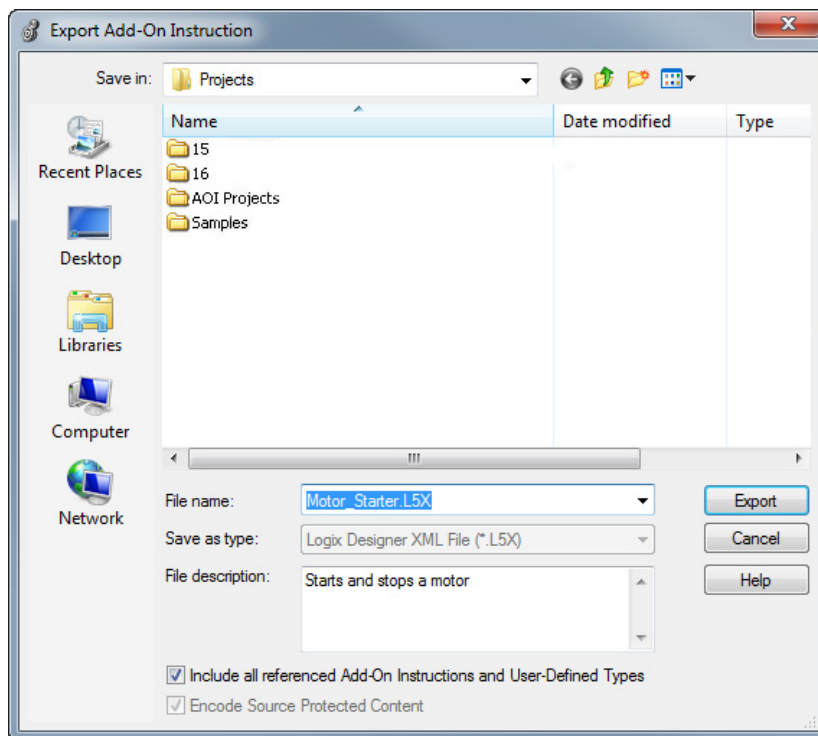 Export Add-On Instruction
Save in: Projects
Name Date modified Type
Recent Places
Desktop
Libraries
Computer
Network
15
16
AOI Projects
Samples
File name: Motor_Starter.L5X Export
Save as type: Logix Designer XML File (*.L5X) Cancel
File description: Starts and stops a motor Help
Include all referenced Add-On Instructions and User-Defined Types
Encode Source Protected Content